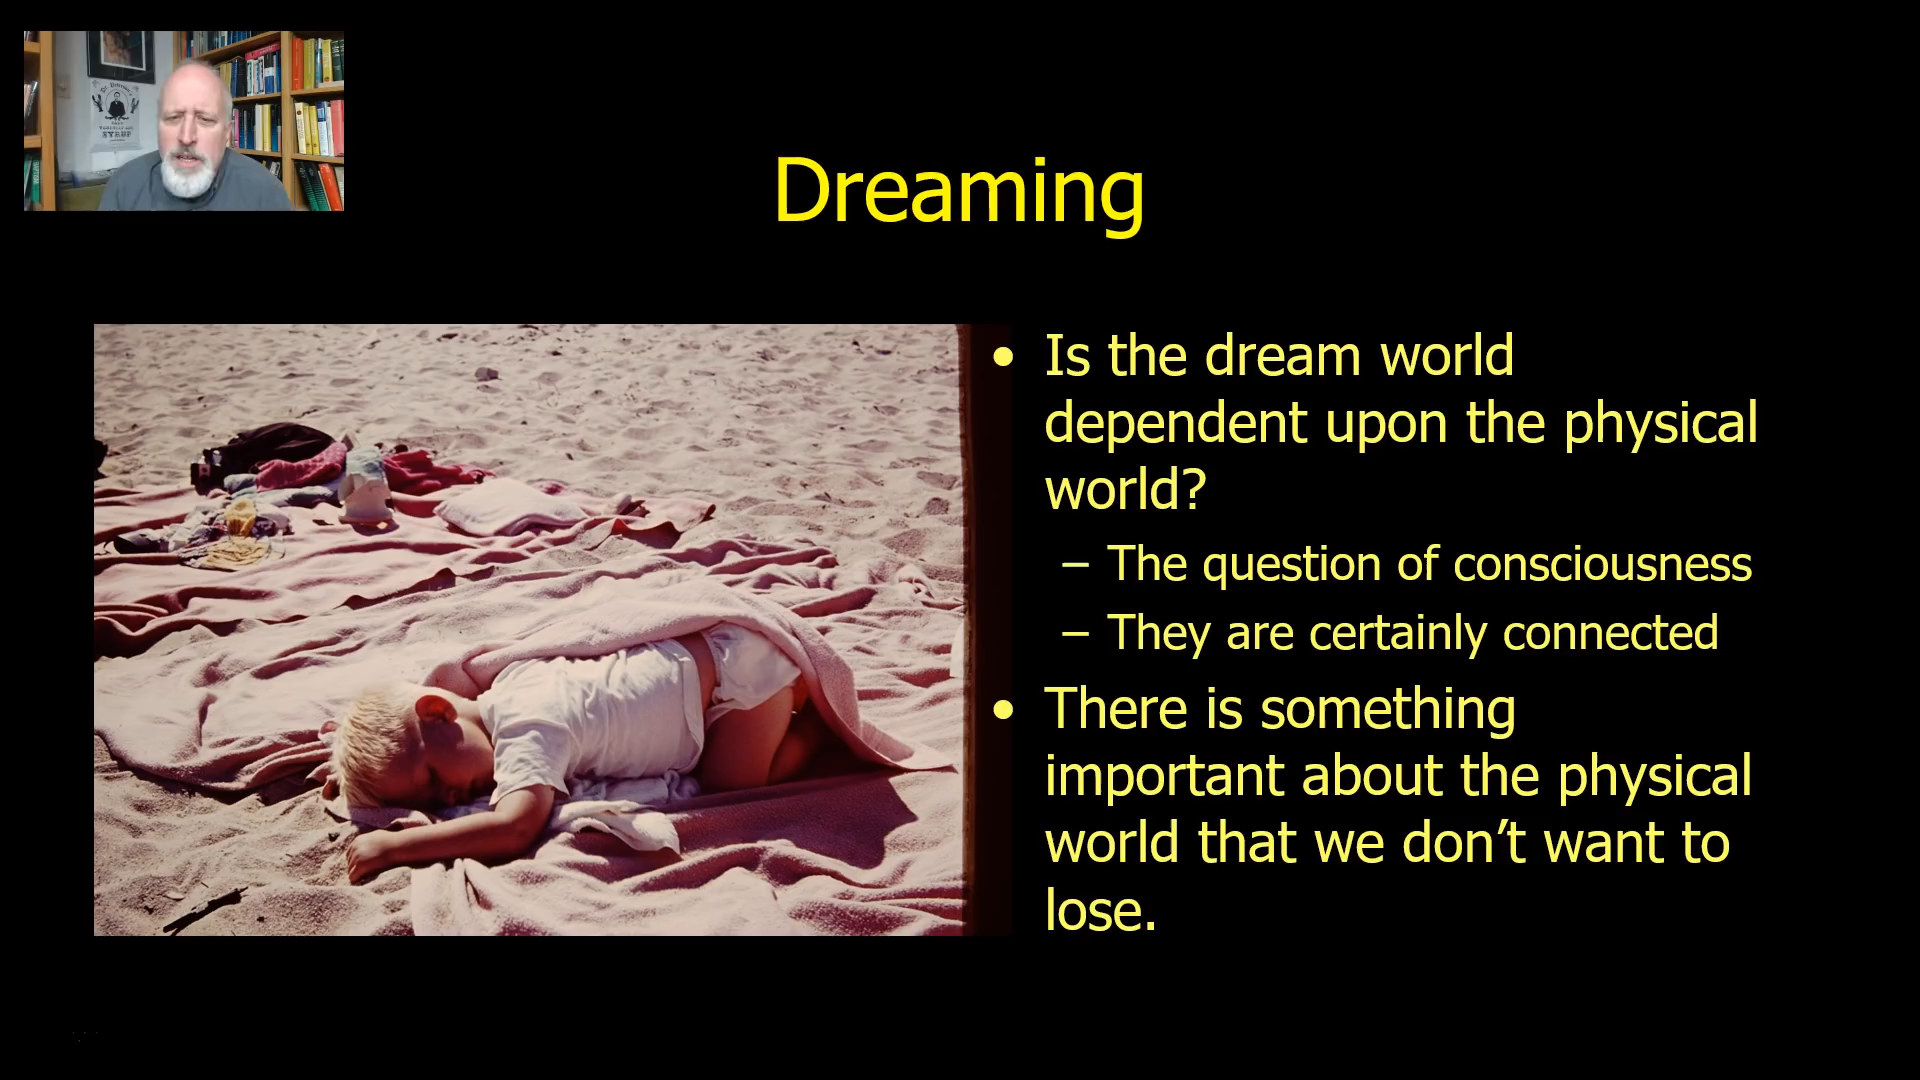 Dreaming
• Is the dream world
dependent upon the physical
world?
– The question of consciousness
– They are certainly connected
• There is something
important about the physical
world that we don’t want to
lose.
SYRUP